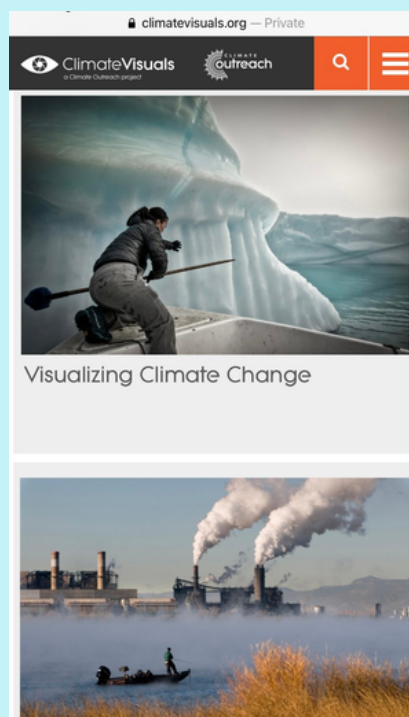 climatevisuals.org — Private
ClimateVisuals
a Climate Outreach project
CLIMATE
outreach
Visualizing Climate Change